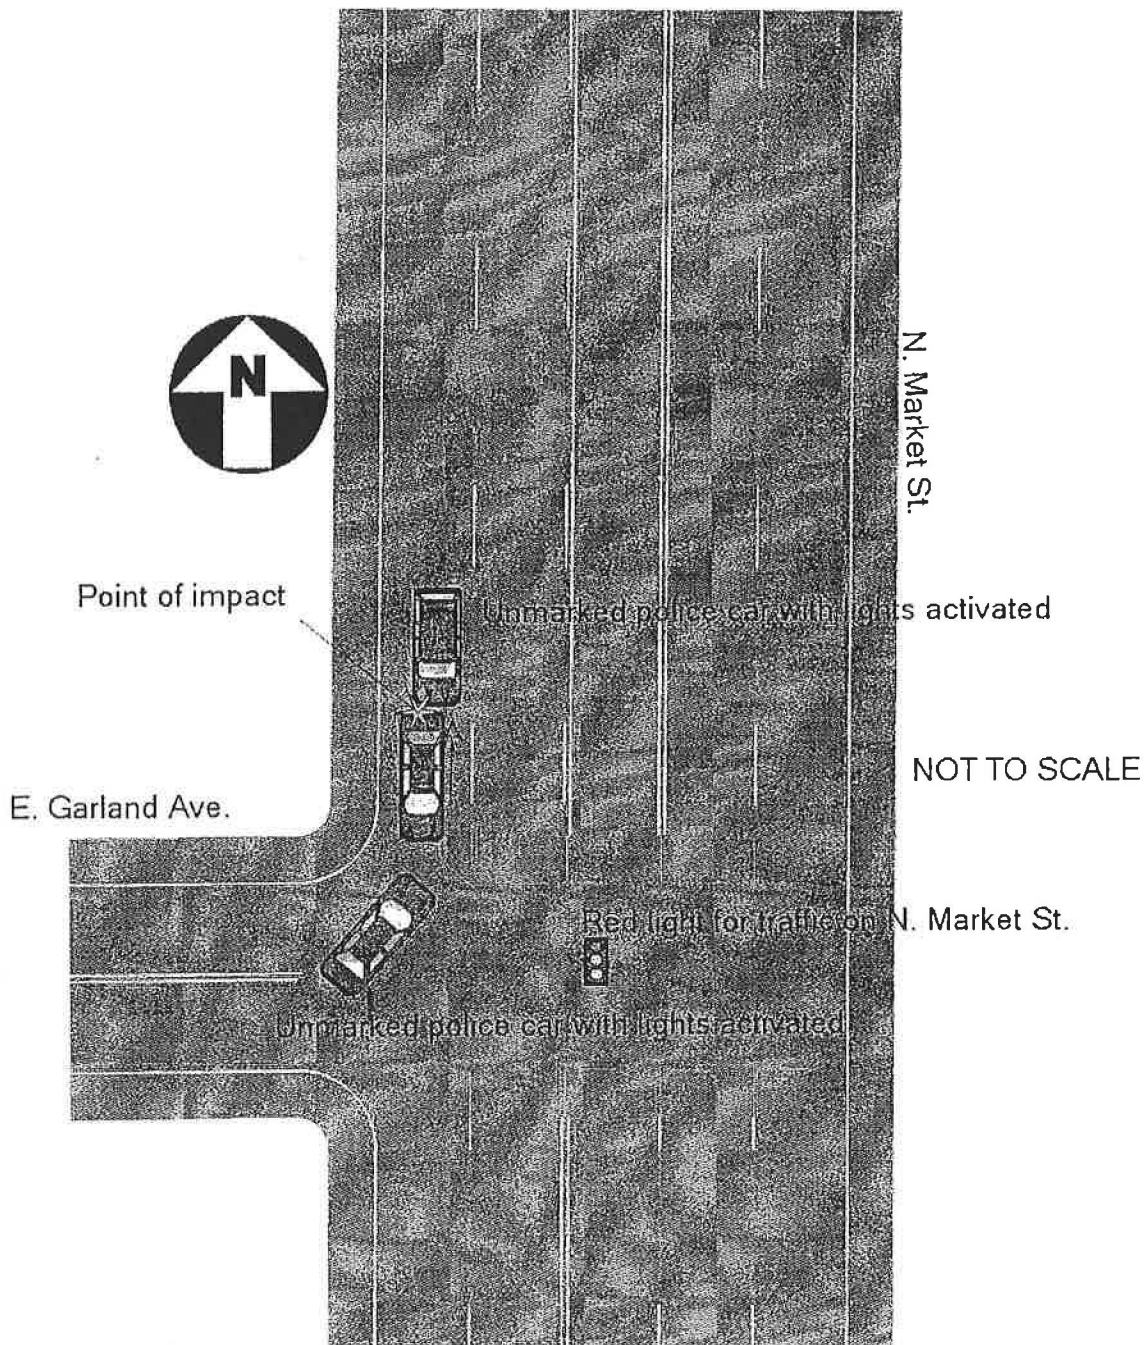 N
N. Market St.
Point of impact
Unmarked police car with lights activated
NOT TO SCALE
E. Garland Ave.
Red light for traffic on N. Market St.
Unmarked police car with lights activated